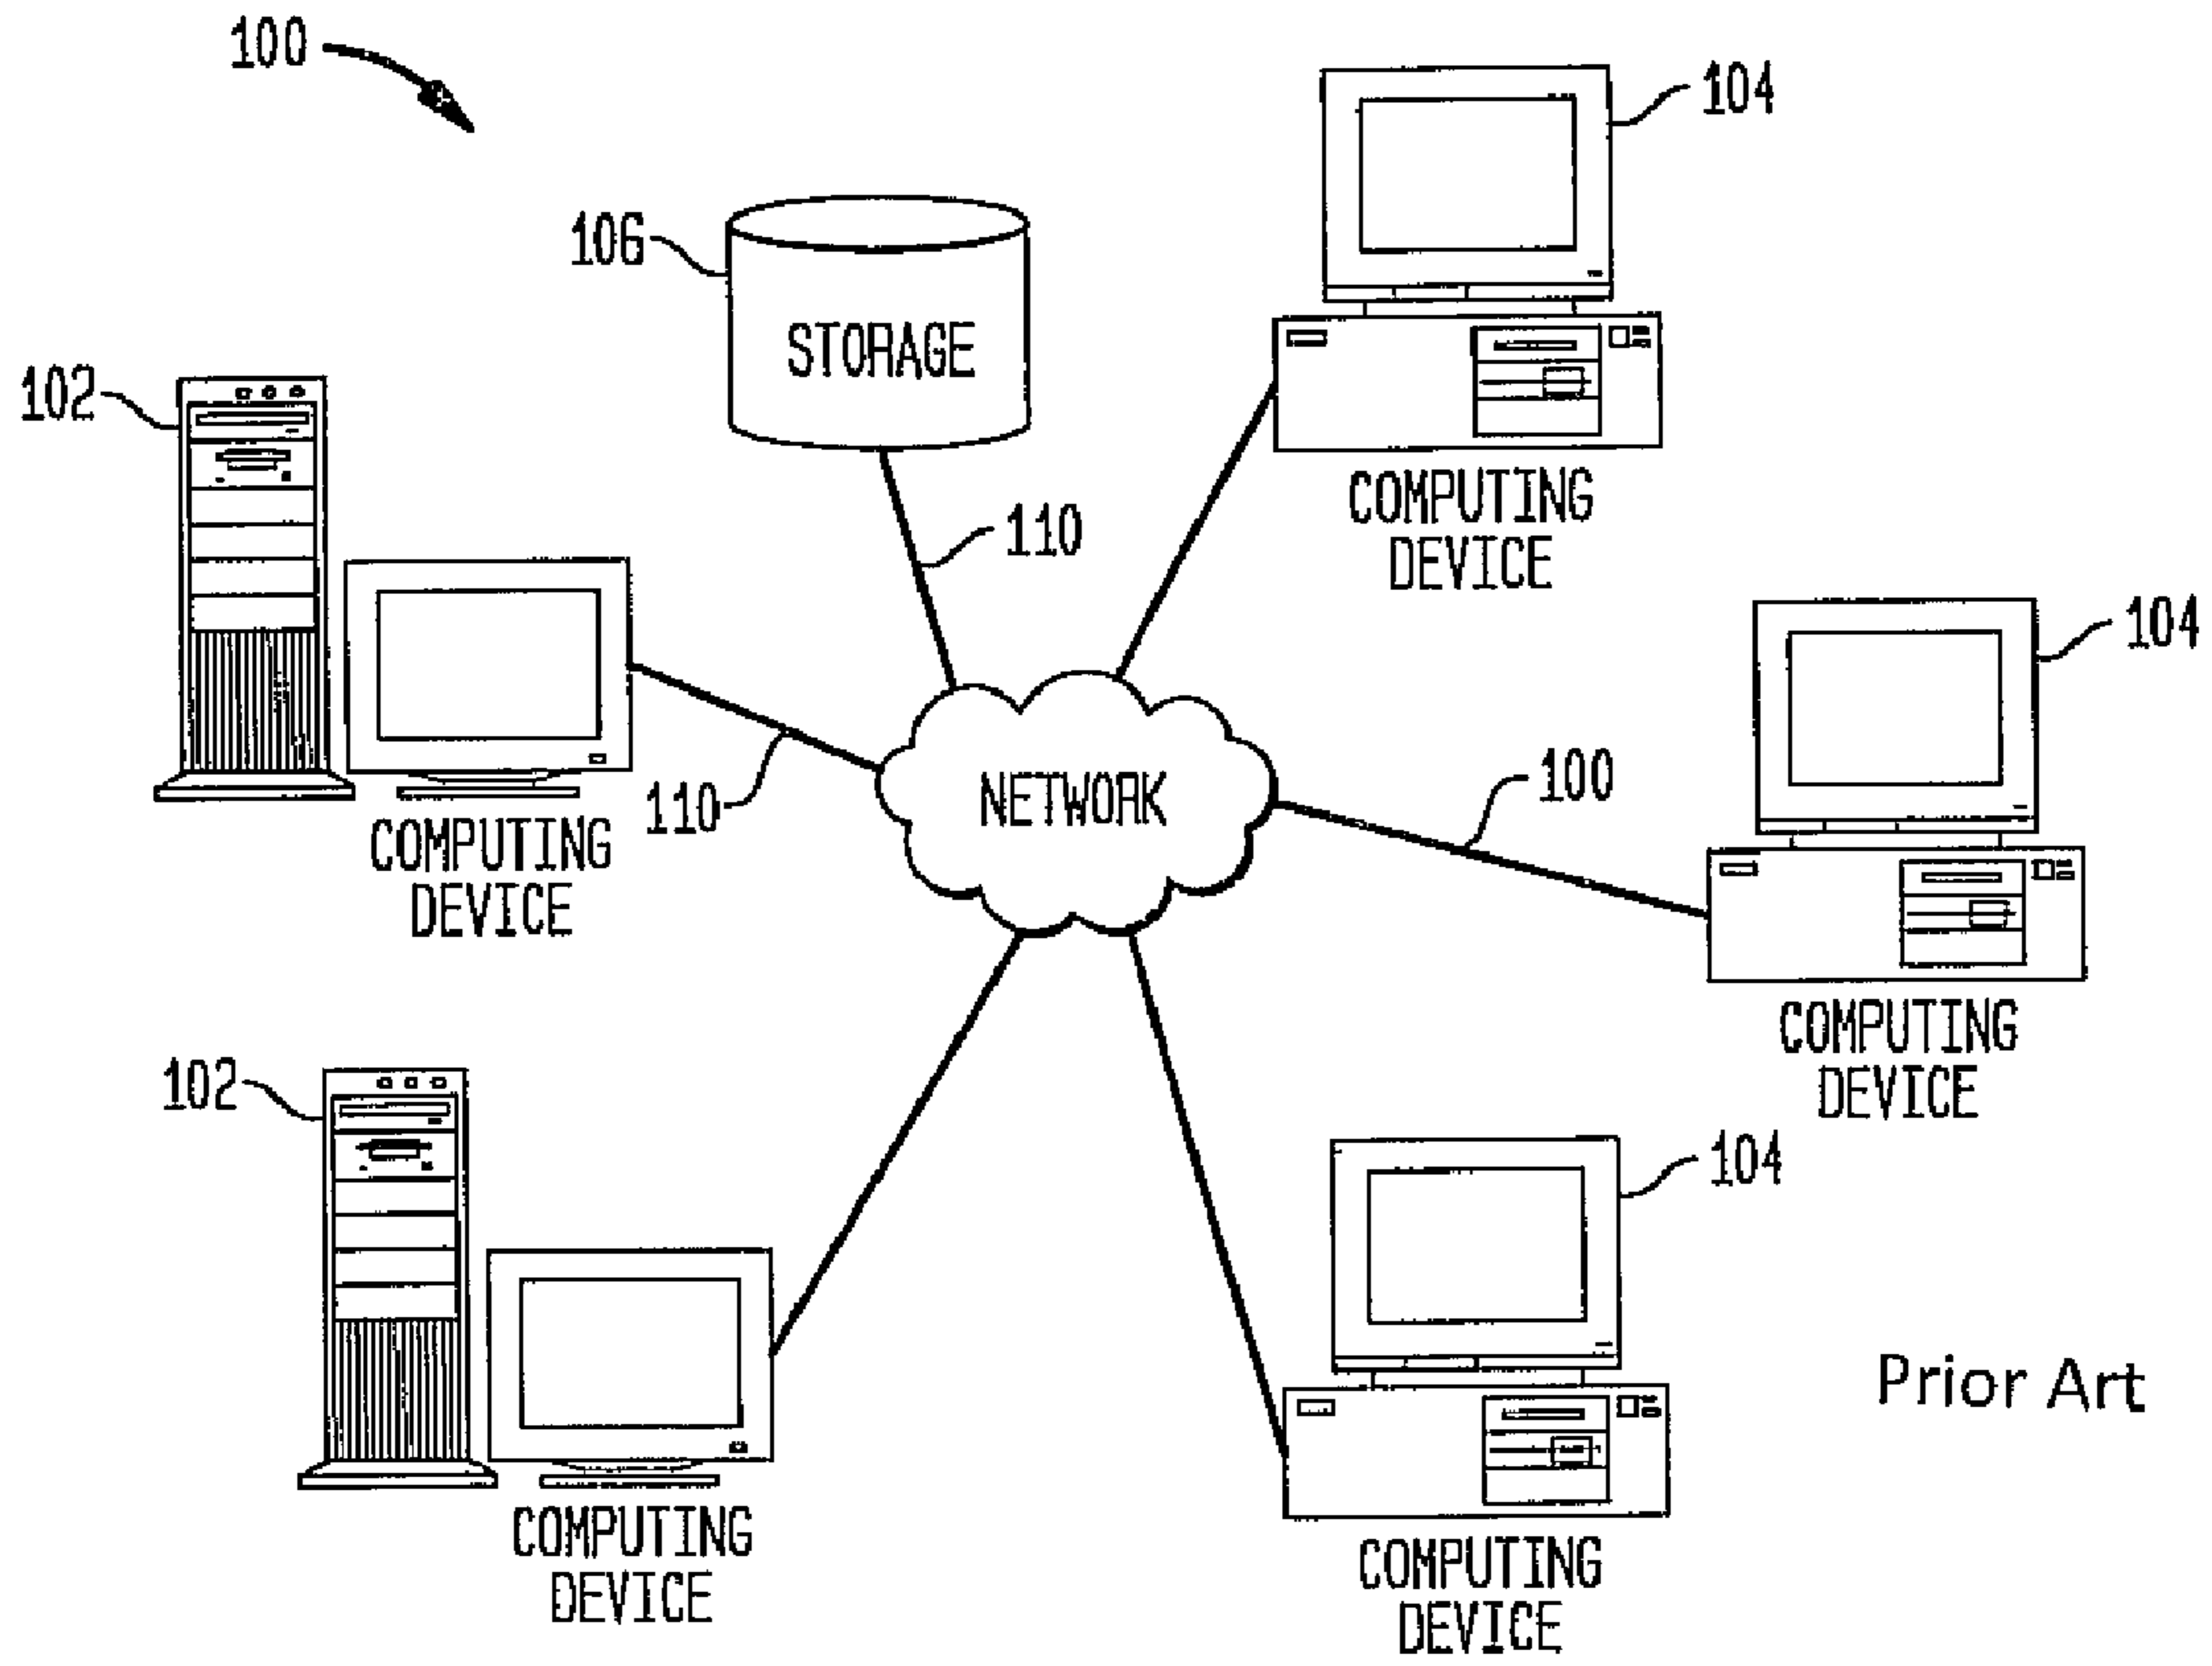 100
104
106
STORAGE
102
COMPUTING
DEVICE
110
104
100
NETWORK
110
COMPUTING
DEVICE
COMPUTING
DEVICE
102
104
Prior Art
COMPUTING
DEVICE
COMPUTING
DEVICE